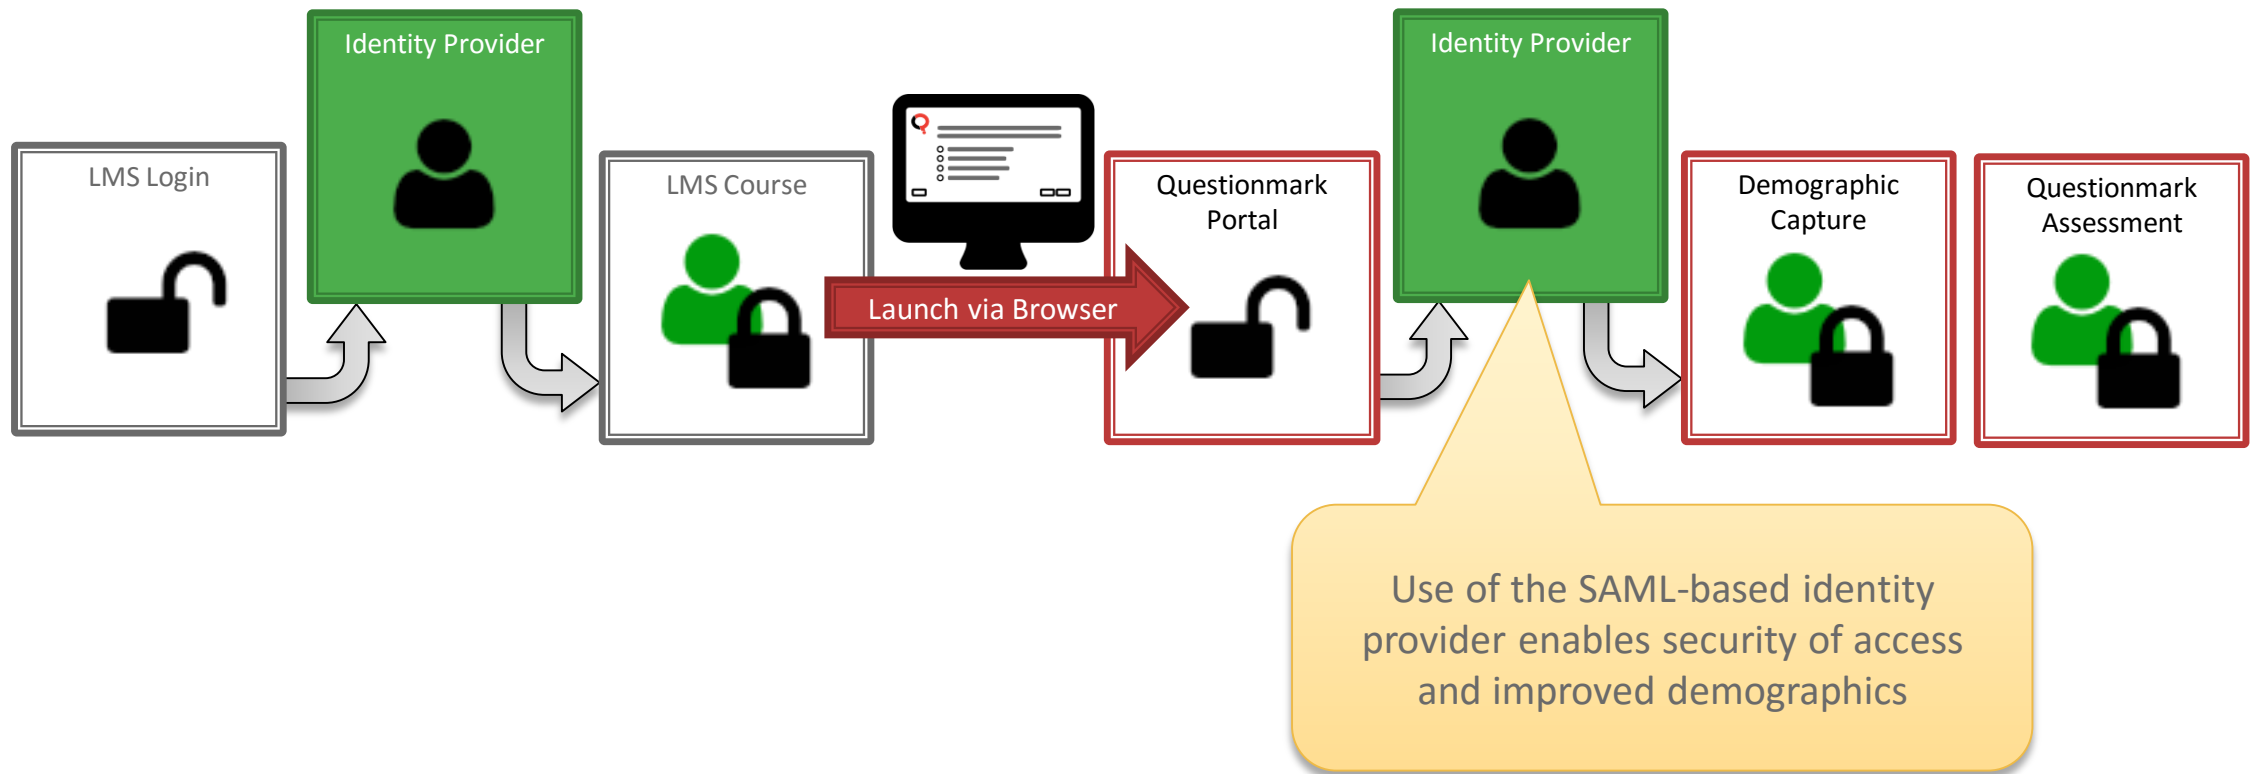 LMS Login
Identity Provider
LMS Course
Launch via Browser
Questionmark
Portal
Identity Provider
Demographic
Capture
Questionmark
Assessment
Use of the SAML-based identity
provider enables security of access
and improved demographics